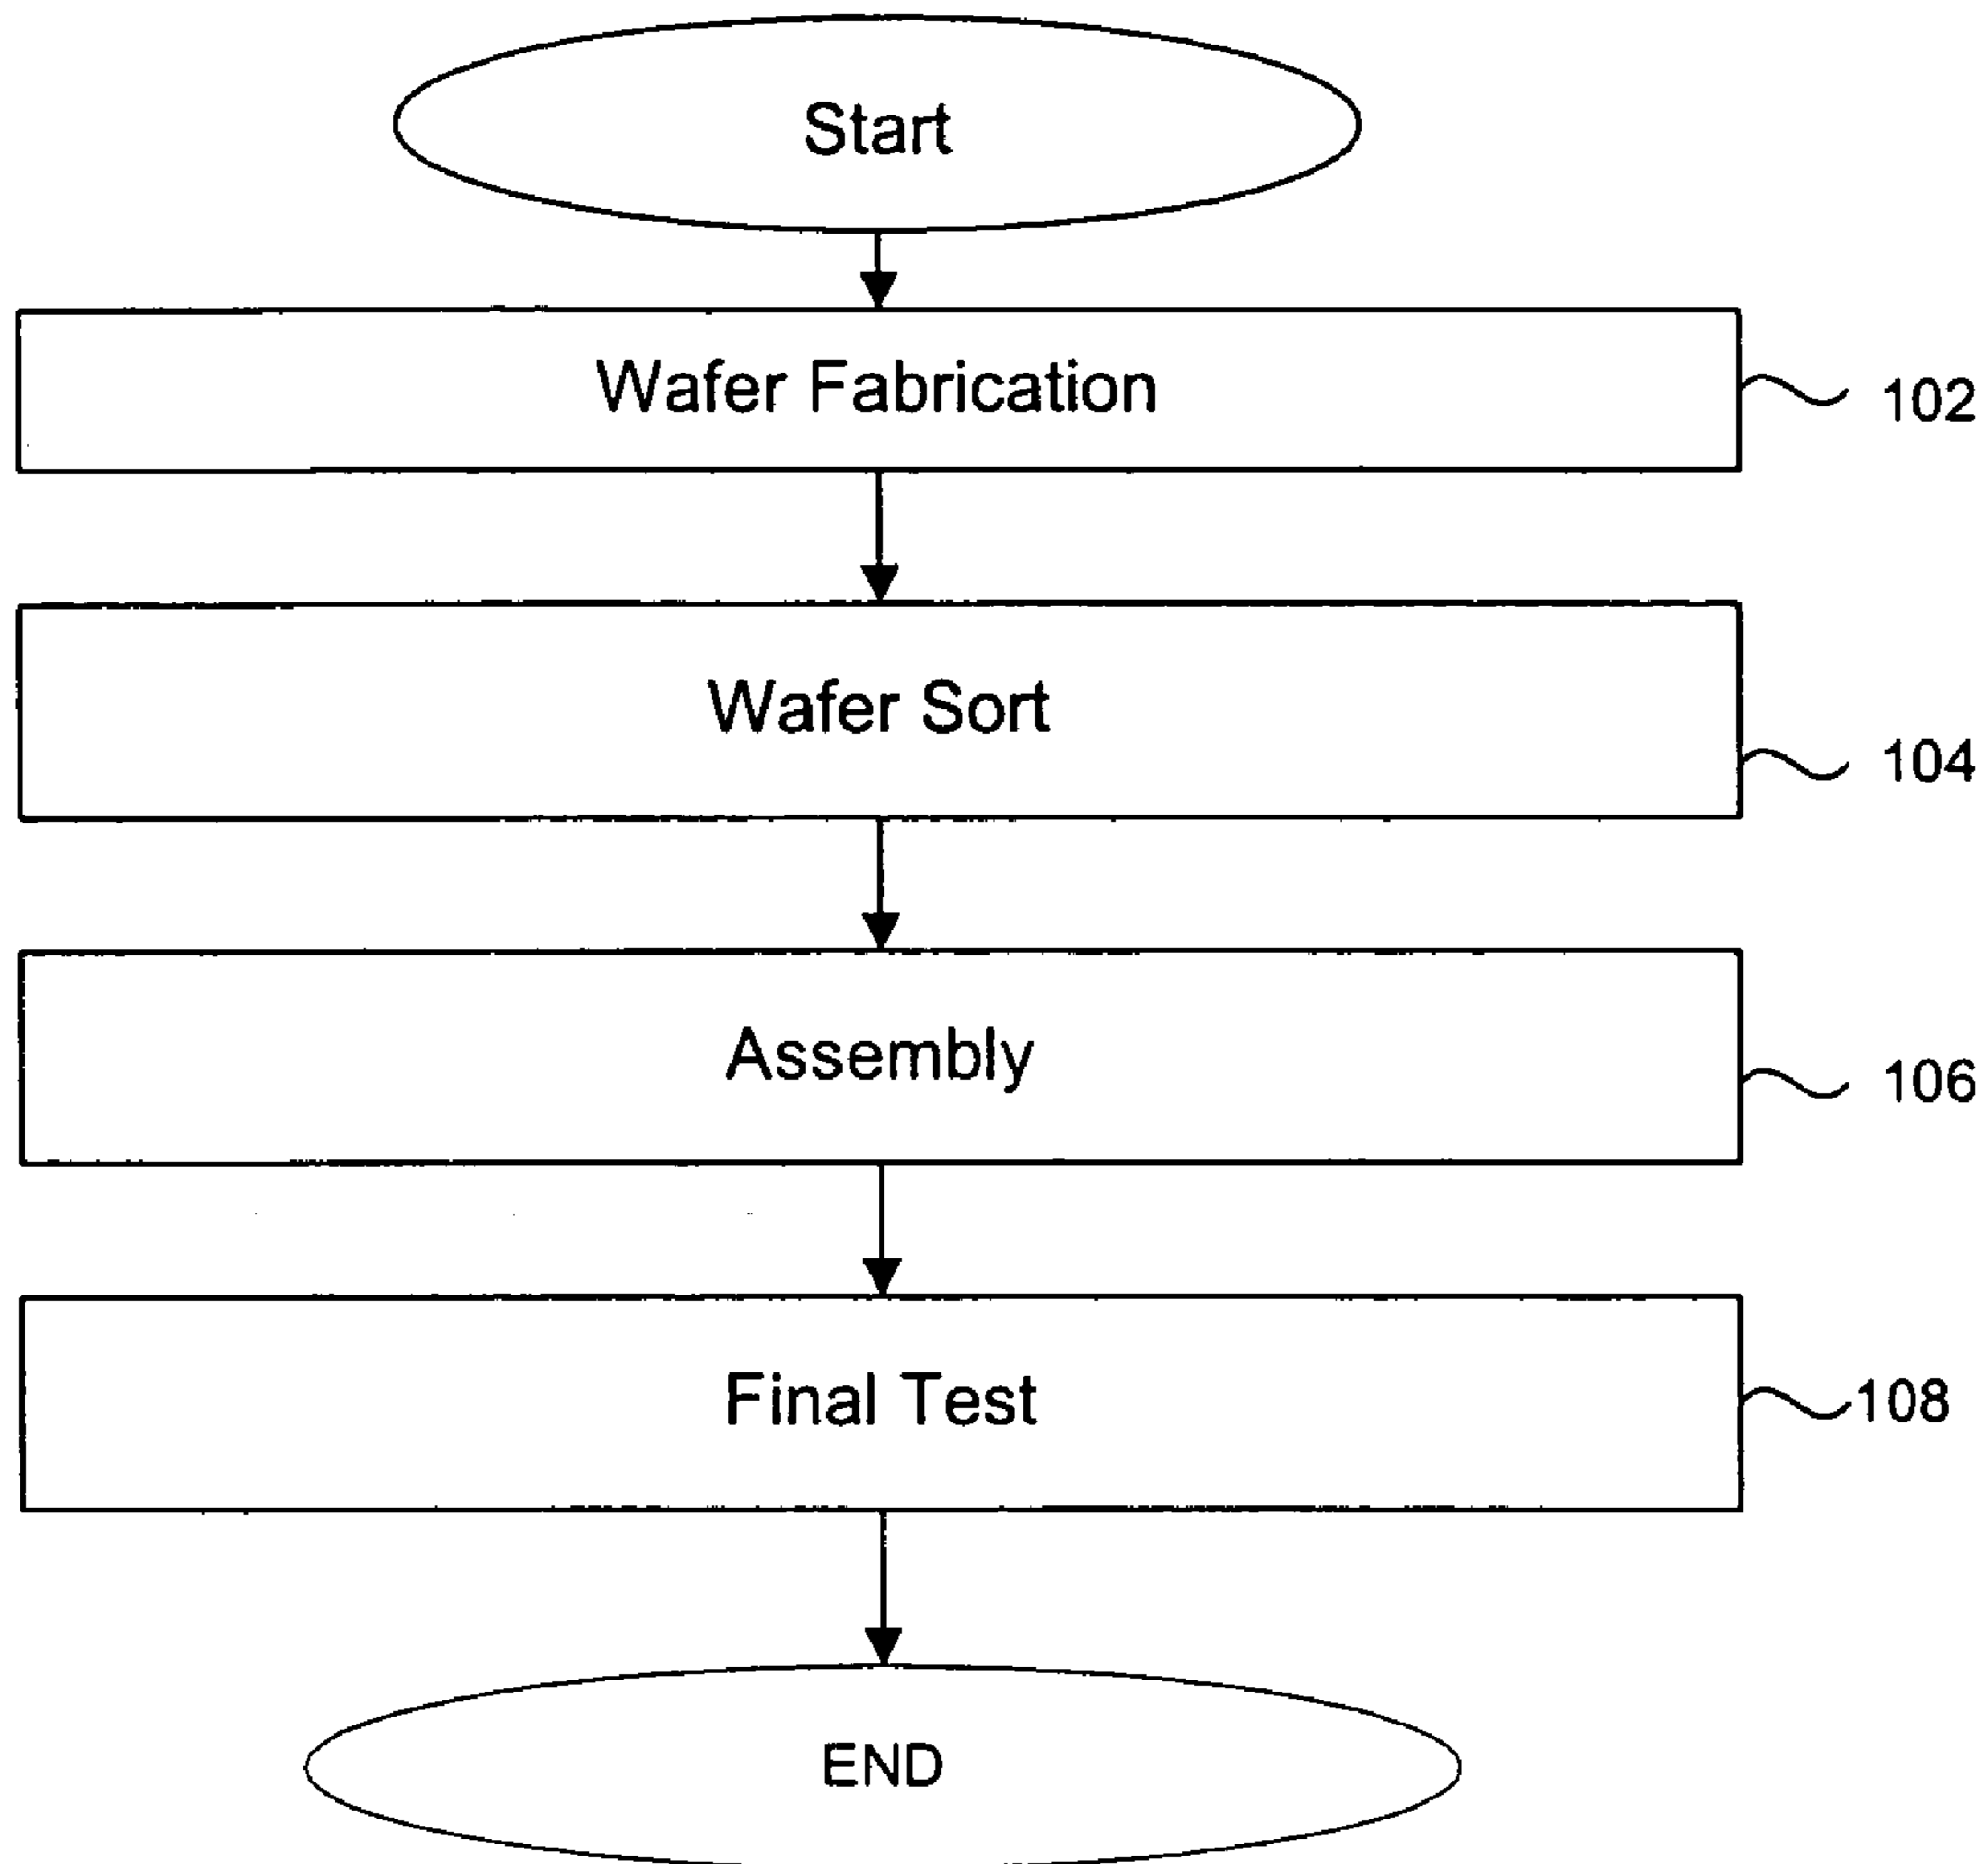 Start
Wafer Fabrication
102
Wafer Sort
104
Assembly
106
Final Test
108
END